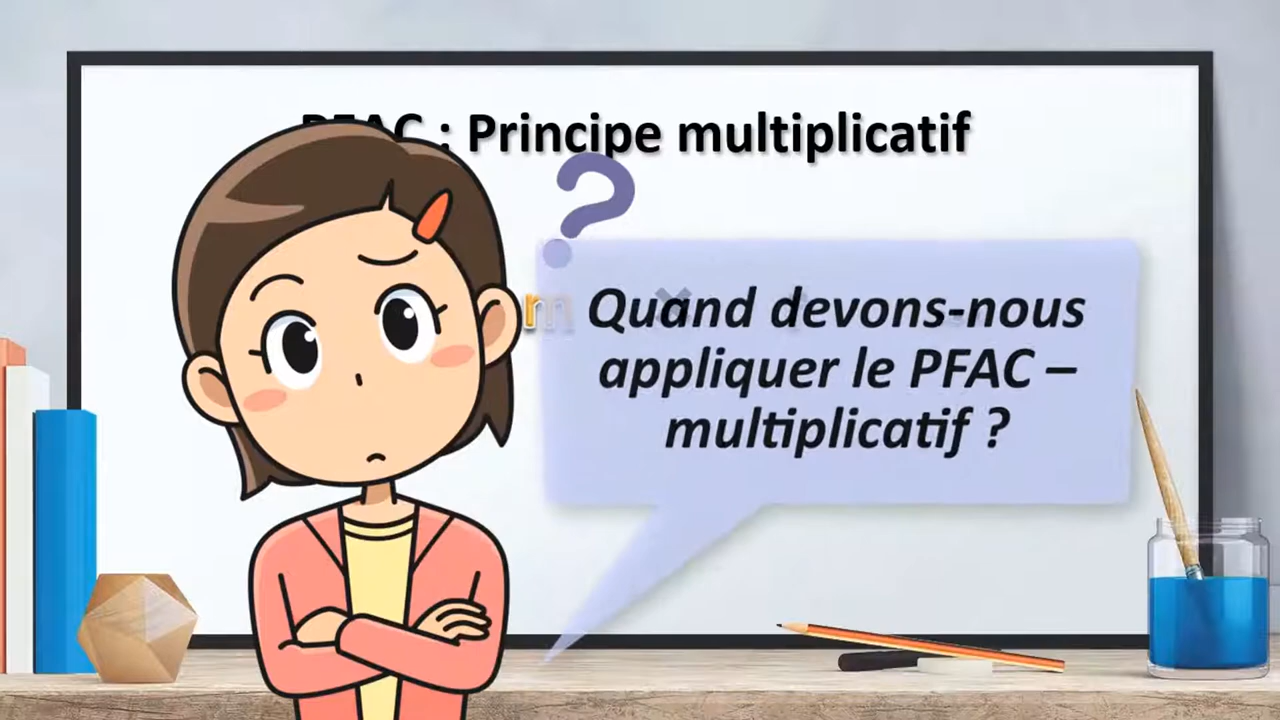 PFAC : Principe multiplicatif
?
m ×
Quand devons-nous
appliquer le PFAC –
multiplicatif ?